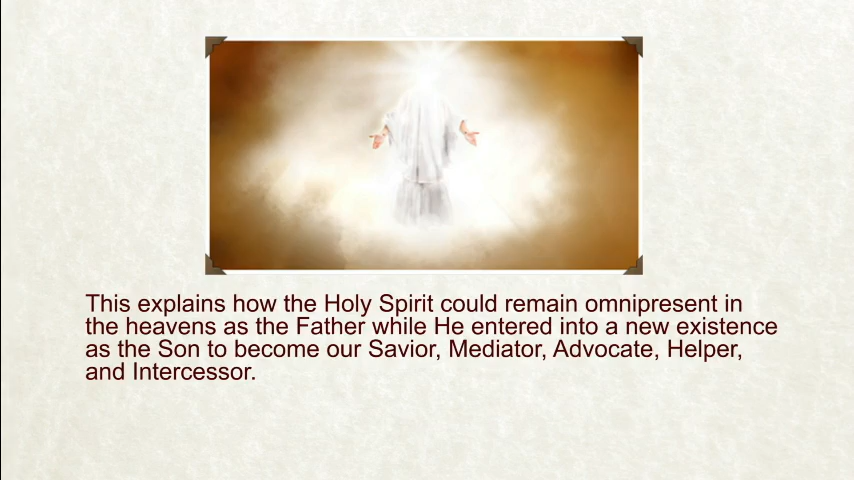 This explains how the Holy Spirit could remain omnipresent in
the heavens as the Father while He entered into a new existence
as the Son to become our Savior, Mediator, Advocate, Helper,
and Intercessor.